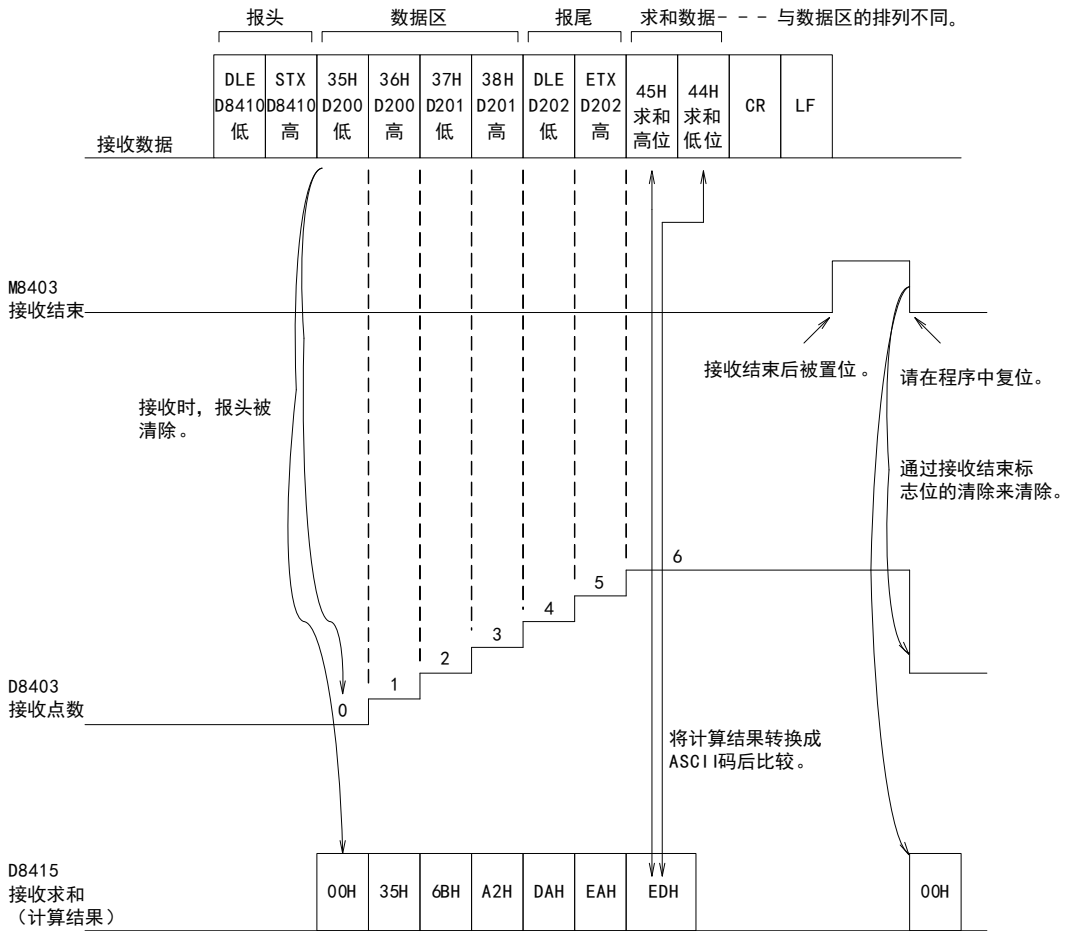 报头 数据区 报尾 求和数据- - - 与数据区的排列不同。
DLE STX 35H 36H 37H 38H DLE ETX 45H 44H CR LF
D8410 D8410 D200 D200 D201 D201 D202 D202 求和 求和
低 高 低 高 低 高 低 高 高位 低位
接收数据
M8403
接收结束
接收结束后被置位。
请在程序中复位。
接收时，报头被
清除。
通过接收结束标
志位的清除来清除。
6
5
4
3
2
1
0
D8403
接收点数
将计算结果转换成
ASCII码后比较。
D8415
接收求和
（计算结果）
00H 35H 6BH A2H DAH EAH EDH 00H